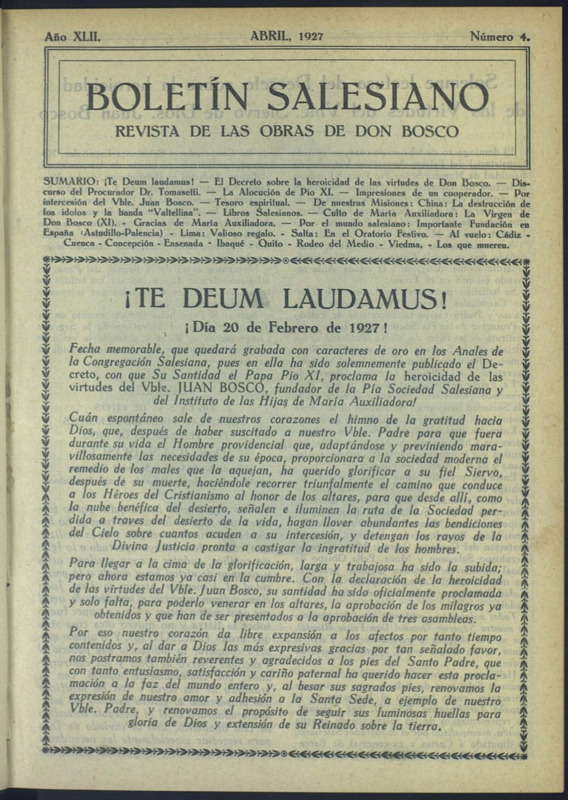 Año XLII. ABRIL, 1927 Número 4.
BOLETÍN SALESIANO
REVISTA DE LAS OBRAS DE DON BOSCO
SUMARIO: ¡Te Deum laudamus! — El Decreto sobre la heroicidad de las virtudes de Don Bosco. — Dis-
curso del Procurador Dr. Tomasetti. — La Alocución de Pío XI. — Impresiones de un cooperador. — Por
intercesión del Vble. Juan Bosco. — Tesoro espiritual. — De nuestras Misiones: China: La destrucción de
los ídolos y la banda "Valtellina". — Libros Salesianos. — Culto de María Auxiliadora: La Virgen de
Don Bosco (XI). - Gracias de María Auxiliadora. — Por el mundo salesiano: Importante Fundación en
España (Astudillo-Palencia) - Lima: Valioso regalo. - Salta: En el Oratorio Festivo. — Al vuelo: Cádiz -
Cuenca - Concepción - Ensenada - Ibaqué - Quito - Rodeo del Medio - Viedma. - Los que mueren.
¡TE DEUM LAUDAMUS!
¡Día 20 de Febrero de 1927!
Fecha memorable, que quedará grabada con caracteres de oro en los Anales de
la Congregación Salesiana, pues en ella ha sido solemnemente publicado el De-
creto, con que Su Santidad el Papa Pío XI, proclama la heroicidad de las
virtudes del Vble. JUAN BOSCO, fundador de la Pía Sociedad Salesiana y
del Instituto de las Hijas de María Auxiliadora!
Cuán espontáneo sale de nuestros corazones el himno de la gratitud hacia
Dios, que, después de haber suscitado a nuestro Vble. Padre para que fuera
durante su vida el Hombre providencial que, adaptándose y previniendo mara-
villosamente las necesidades de su época, proporcionara a la sociedad moderna el
remedio de los males que la aquejan, ha querido glorificar a su fiel Siervo,
después de su muerte, haciéndole recorrer triunfalmente el camino que conduce
a los Héroes del Cristianismo al honor de los altares, para que desde allí, como
la nube benéfica del desierto, señalen e iluminen la ruta de la Sociedad per-
dida a traves del desierto de la vida, hagan llover abundantes las bendiciones
del Cielo sobre cuantos acuden a su intercesión, y detengan los rayos de la
Divina Justicia pronta a castigar la ingratitud de los hombres.
Para llegar a la cima de la glorificación, larga y trabajosa ha sido la subida;
pero ahora estamos ya casi en la cumbre. Con la declaración de la heroicidad
de las virtudes del Vble. Juan Bosco, su santidad ha sido oficialmente proclamada
y solo falta, para poderlo venerar en los altares, la aprobación de los milagros ya
obtenidos y que han de ser presentados a la aprobación de tres asambleas.
Por eso nuestro corazón da libre expansión a los afectos por tanto tiempo
contenidos y, al dar a Dios las más expresivas gracias por tan señalado favor,
nos postramos también reverentes y agradecidos a los pies del Santo Padre, que
con tanto entusiasmo, satisfacción y cariño paternal ha querido hacer esta procla-
mación a la faz del mundo entero y, al besar sus sagrados pies, renovamos la
expresión de nuestro amor y adhesión a la Santa Sede, a ejemplo de nuestro
Vble. Padre, y renovamos el propósito de seguir sus luminosas huellas para
gloria de Dios y extensión de su Reinado sobre la tierra.